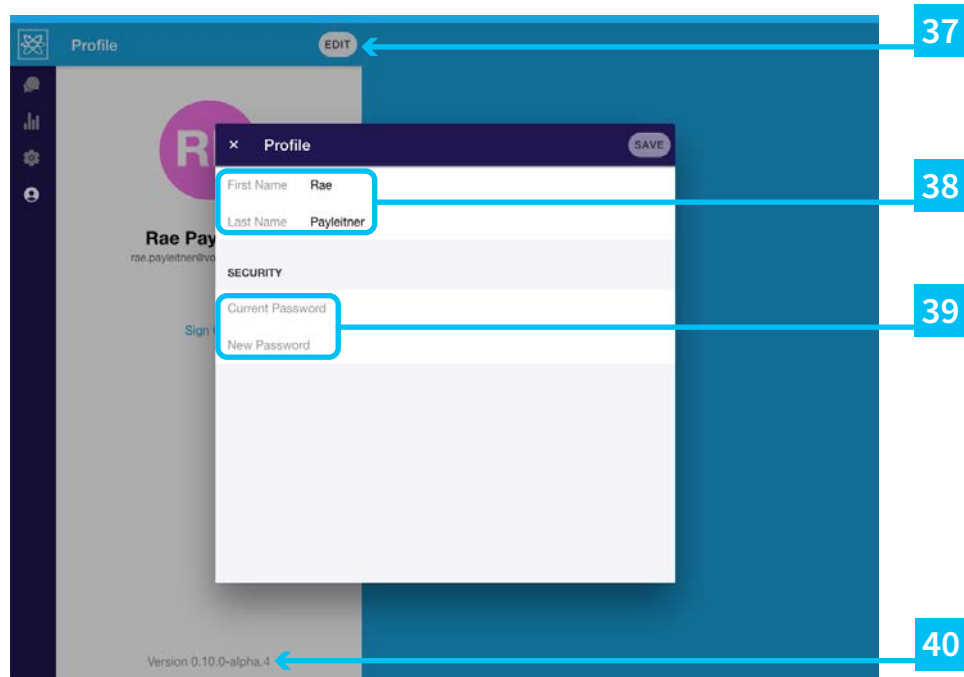 37
Profile
EDIT
Profile
SAVE
First Name Rae
38
Last Name Payleitner
Rae Pay
SECURITY
Current Password
39
Sign
New Password
Version 0.10.0-alpha.4
40